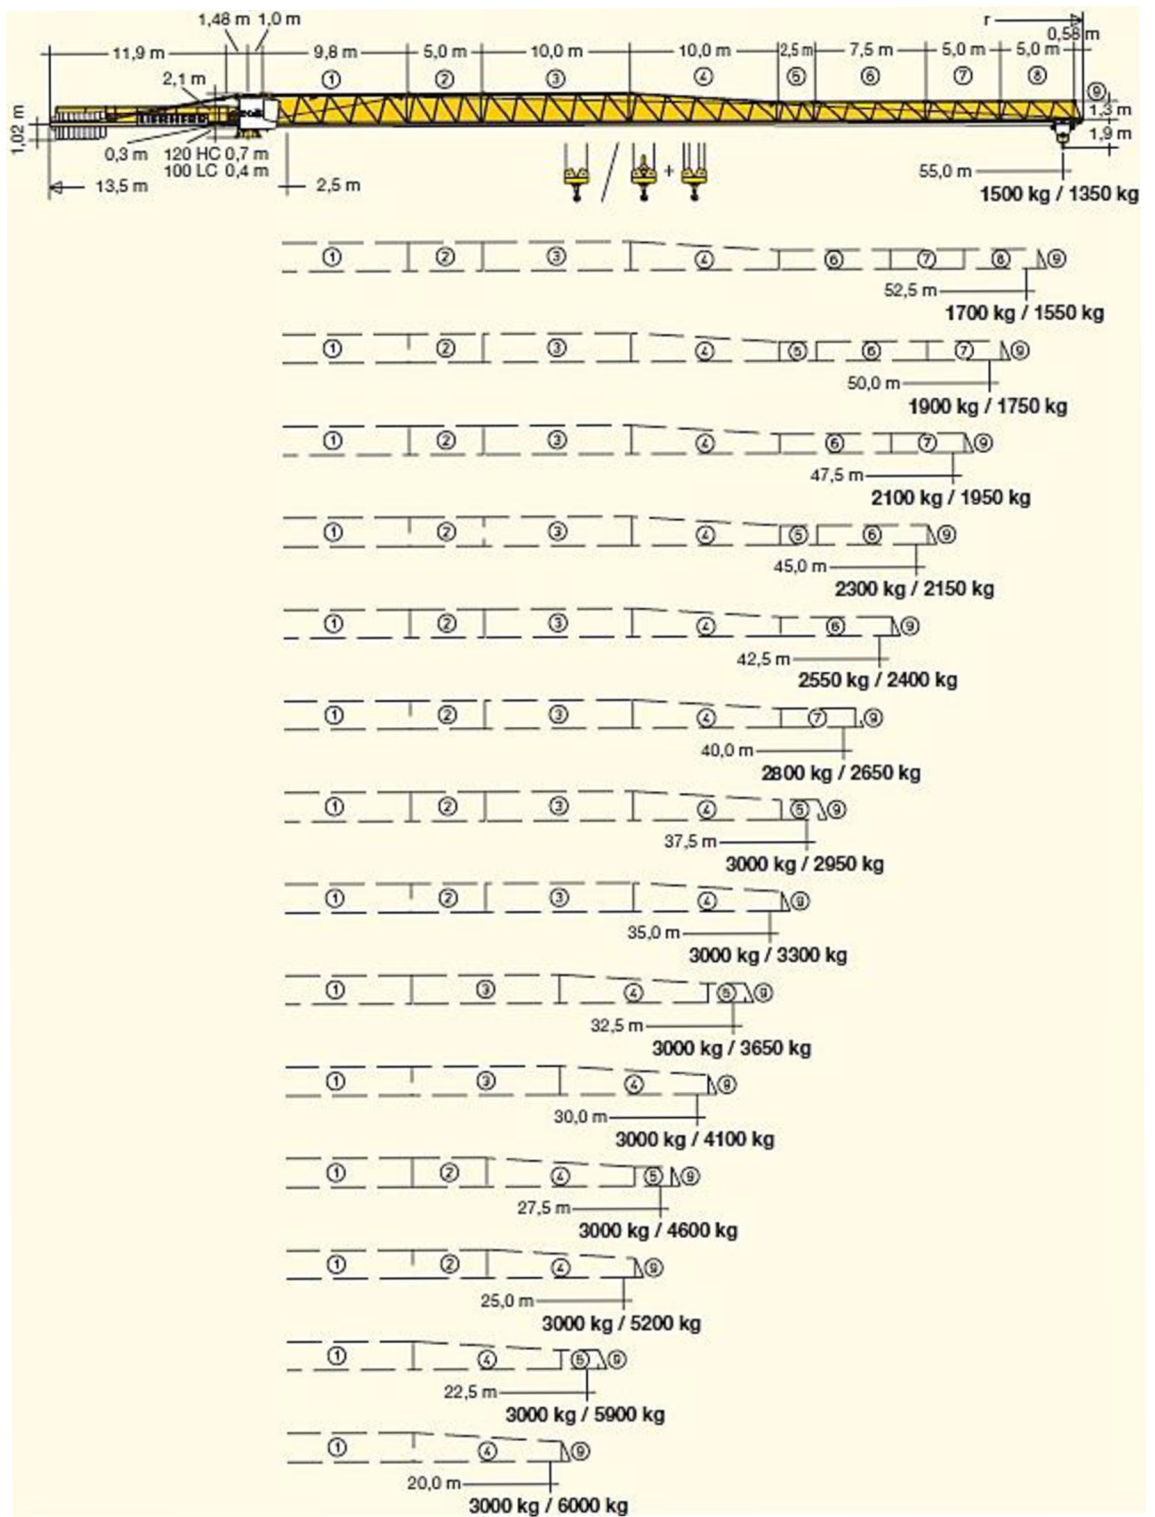 1,48 m 1,0 m r
0,58 m
11,9 m 9,8 m 5,0 m 10,0 m 10,0 m 2,5 m 7,5 m 5,0 m 5,0 m
① ② ③ ④ ⑤ ⑥ ⑦ ⑧ ⑨
2,1 m
LIEBHERR
1,3 m
1,02 m
1,9 m
0,3 m 120 HC 0,7 m
100 LC 0,4 m
+
55,0 m
13,5 m 2,5 m
1500 kg / 1350 kg
① ② ③ ④ ⑥ ⑦ ⑧ ⑨
52,5 m
1700 kg / 1550 kg
① ② ③ ④ ⑤ ⑥ ⑦ ⑨
50,0 m
1900 kg / 1750 kg
① ② ③ ④ ⑥ ⑦ ⑨
47,5 m
2100 kg / 1950 kg
① ② ③ ④ ⑤ ⑥ ⑨
45,0 m
2300 kg / 2150 kg
① ② ③ ④ ⑥ ⑨
42,5 m
2550 kg / 2400 kg
① ② ③ ④ ⑦ ⑨
40,0 m
2800 kg / 2650 kg
① ② ③ ④ ⑤ ⑨
37,5 m
3000 kg / 2950 kg
① ② ③ ④ ⑨
35,0 m
3000 kg / 3300 kg
① ③ ④ ⑤ ⑨
32,5 m
3000 kg / 3650 kg
① ③ ④ ⑨
30,0 m
3000 kg / 4100 kg
① ② ④ ⑤ ⑨
27,5 m
3000 kg / 4600 kg
① ② ④ ⑨
25,0 m
3000 kg / 5200 kg
① ④ ⑤ ⑨
22,5 m
3000 kg / 5900 kg
① ④ ⑨
20,0 m
3000 kg / 6000 kg